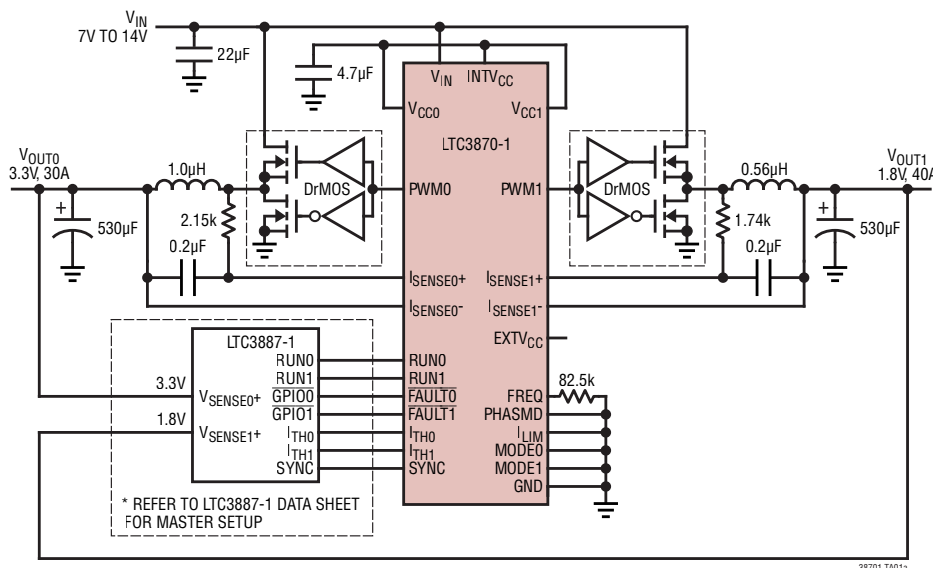 VIN
7V TO 14V
22µF
4.7µF
VIN
INTVCC
VCC0
VCC1
LTC3870-1
VOUT0
3.3V, 30A
1.0µH
DrMOS
PWM0
PWM1
DrMOS
0.56µH
VOUT1
1.8V, 40A
+
530µF
2.15k
0.2µF
1.74k
0.2µF
+
530µF
ISENSE0+
ISENSE1+
ISENSE0-
ISENSE1-
EXTVCC
LTC3887-1
RUN0
RUN0
RUN1
RUN1
3.3V
VSENSE0+
GPIO0
FAULT0
FREQ
82.5k
GPIO1
FAULT1
PHASMD
1.8V
VSENSE1+
ITH0
ITH0
ILIM
ITH1
ITH1
MODE0
SYNC
SYNC
MODE1
GND
* REFER TO LTC3887-1 DATA SHEET
FOR MASTER SETUP
38701 TA01a